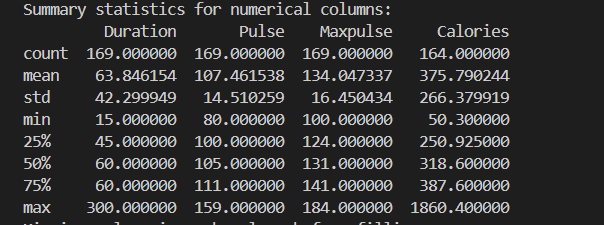 Summary statistics for numerical columns:
Duration Pulse Maxpulse Calories
count 169.000000 169.000000 169.000000 164.000000
mean 63.846154 107.461538 134.047337 375.790244
std 42.299949 14.510259 16.450434 266.379919
min 15.000000 80.000000 100.000000 50.300000
25% 45.000000 100.000000 124.000000 250.925000
50% 60.000000 105.000000 131.000000 318.600000
75% 60.000000 111.000000 141.000000 387.600000
max 300.000000 159.000000 184.000000 1860.400000